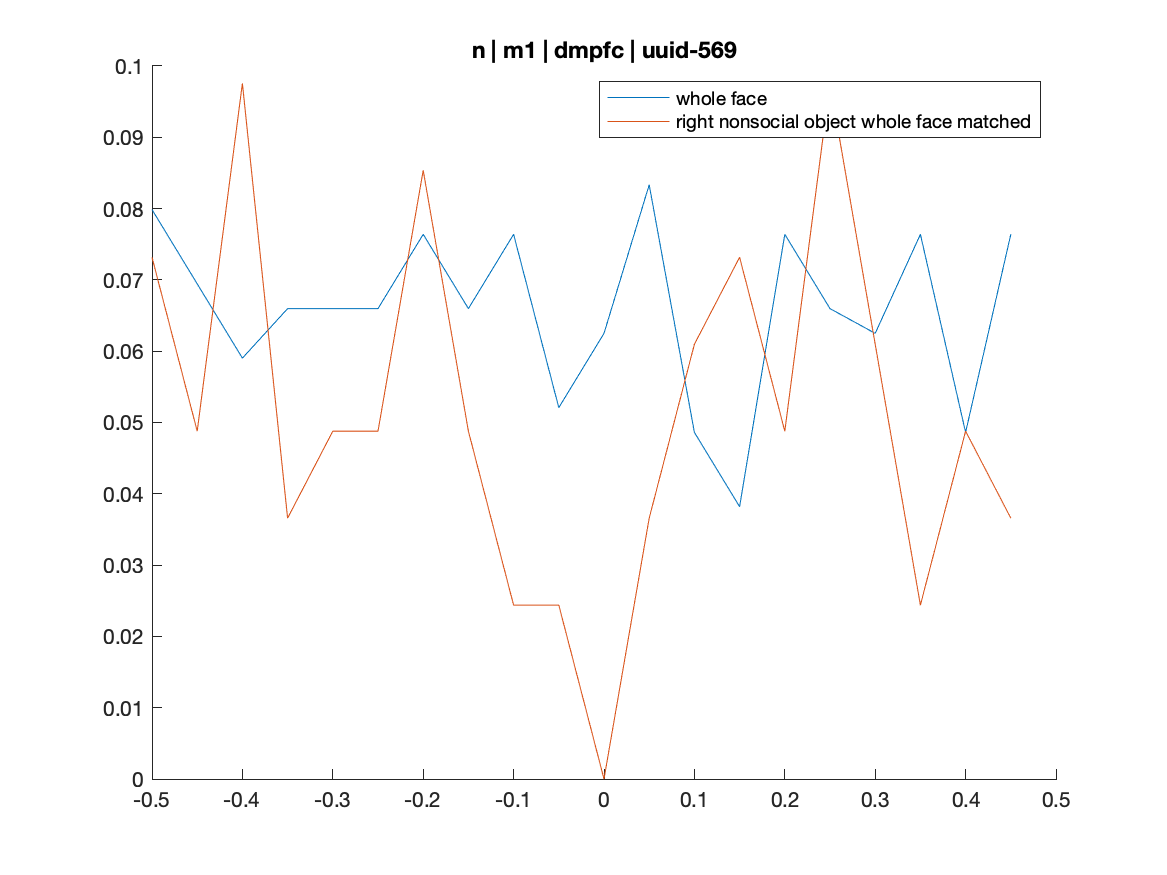 n | m1 | dmpfc | uuid-569
whole face
right nonsocial object whole face matched
0.1
0.09
0.08
0.07
0.06
0.05
0.04
0.03
0.02
0.01
0
-0.5 -0.4 -0.3 -0.2 -0.1 0 0.1 0.2 0.3 0.4 0.5